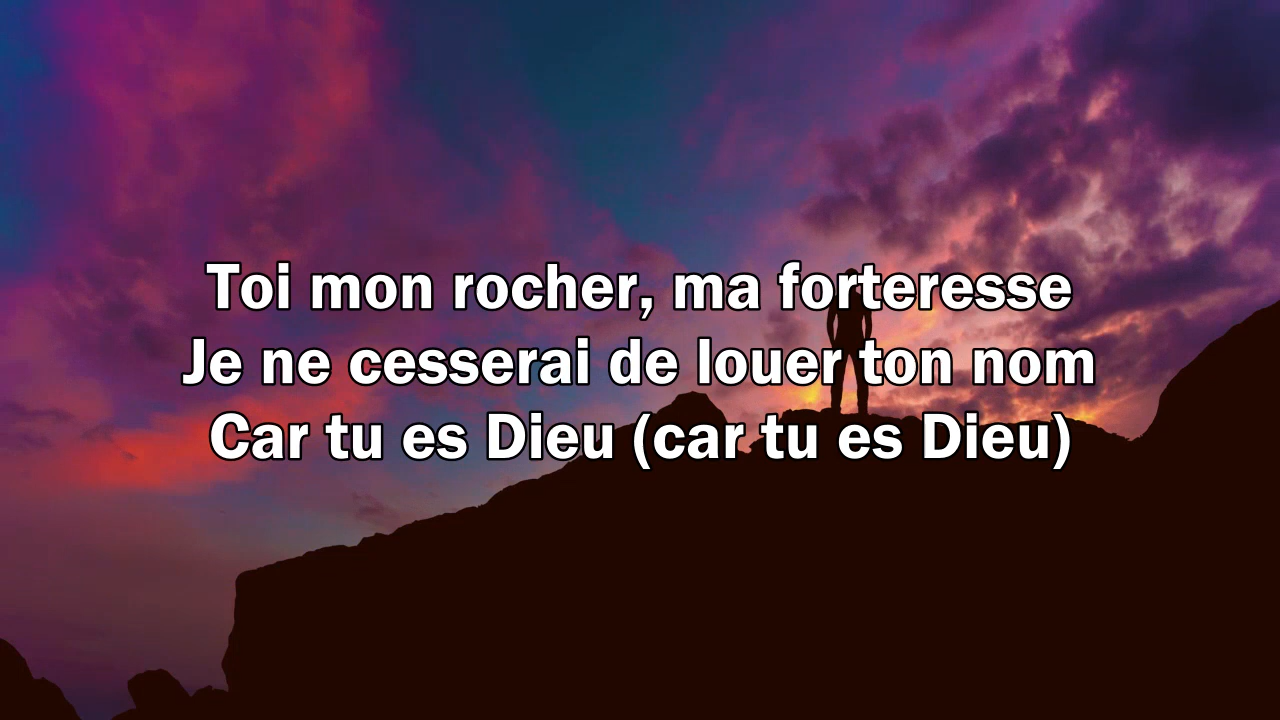 Toi mon rocher, ma forteresse
Je ne cesserai de louer ton nom
Car tu es Dieu (car tu es Dieu)